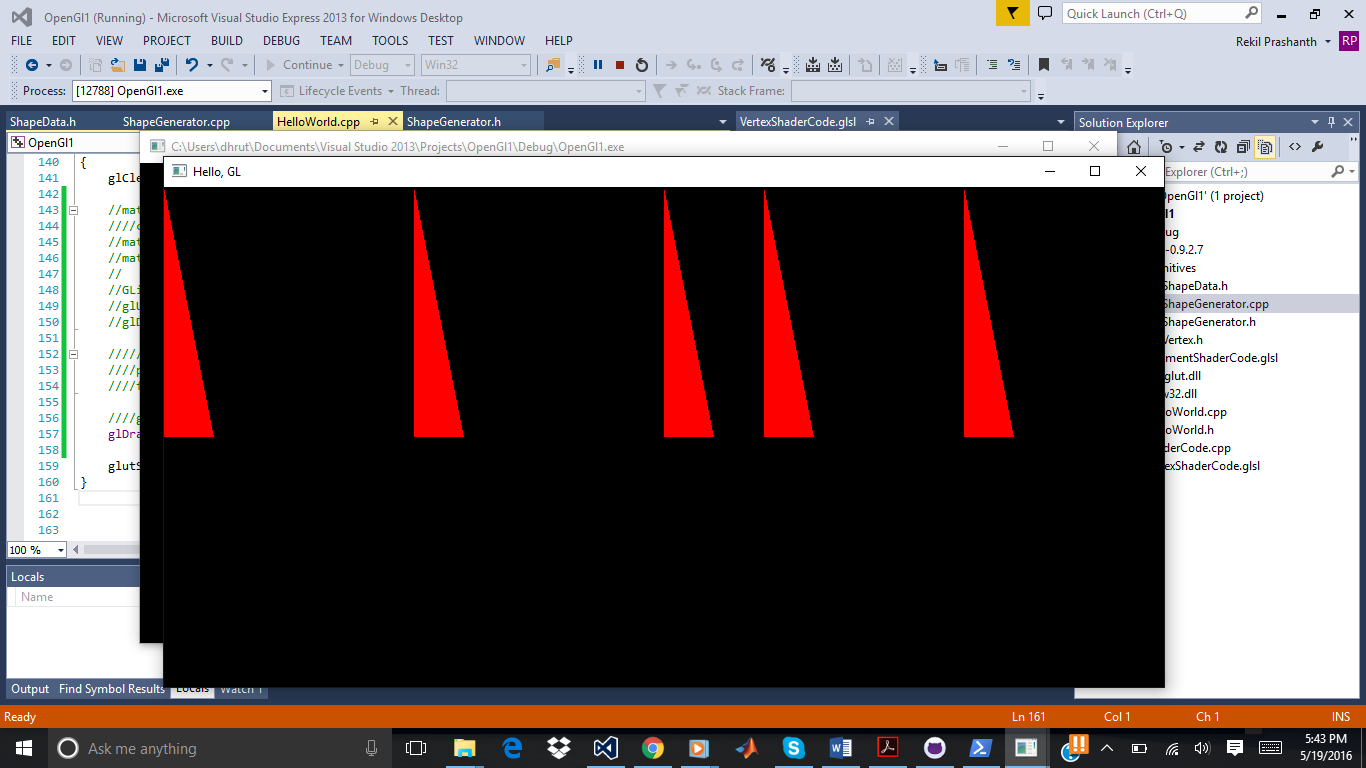 OpenGl1 (Running) - Microsoft Visual Studio Express 2013 for Windows Desktop
Quick Launch (Ctrl+Q)
FILE EDIT VIEW PROJECT BUILD DEBUG TEAM TOOLS TEST WINDOW HELP
Rekil Prashanth RP
Continue Debug Win32
Process: [12788] OpenGl1.exe Lifecycle Events Thread: Stack Frame:
ShapeData.h ShapeGenerator.cpp HelloWorld.cpp ShapeGenerator.h VertexShaderCode.glsl
Solution Explorer
OpenGl1
C:\Users\dhrut\Documents\Visual Studio 2013\Projects\OpenGl1\Debug\OpenGl1.exe
Hello, GL
Explorer (Ctrl+;)
140 {
141 glCle
142
143 //mat
144 ////c
145 //mat
146 //mat
147 //
148 //GLi
149 //glU
150 //glD
151
152 /////
153 ////p
154 ////t
155
156 ////g
157 glDra
158
159 glutS
160 }
161
162
163
100 %
OpenGl1' (1 project)
l1
ug
-0.9.2.7
nitives
ShapeData.h
ShapeGenerator.cpp
ShapeGenerator.h
Vertex.h
mentShaderCode.glsl
glut.dll
w32.dll
loWorld.cpp
loWorld.h
derCode.cpp
exShaderCode.glsl
Locals
Name
Output Find Symbol Results Locals Watch 1
Ready Ln 161 Col 1 Ch 1 INS
Ask me anything
5:43 PM
5/19/2016